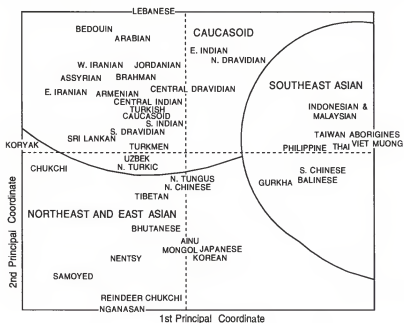 LEBANESE
BEDOUIN
ARABIAN
CAUCASOID
E. INDIAN
N. DRAVIDIAN
W. IRANIAN JORDANIAN
ASSYRIAN BRAHMAN
SOUTHEAST ASIAN
E. IRANIAN ARMENIAN CENTRAL DRAVIDIAN
CENTRAL INDIAN
TURKISH
CAUCASOID
S. INDIAN
INDONESIAN &
MALAYSIAN
S. DRAVIDIAN
SRI LANKAN
TURKMEN
TAIWAN ABORIGINES
KORYAK
PHILIPPINE THAI VIET MUONG
UZBEK
N. TURKIC
CHUKCHI
N. TUNGUS
N. CHINESE
S. CHINESE
GURKHA BALINESE
TIBETAN
NORTHEAST AND EAST ASIAN
BHUTANESE
AINU
MONGOL JAPANESE
KOREAN
NENTSY
SAMOYED
REINDEER CHUKCHI
NGANASAN
1st Principal Coordinate
2nd Principal Coordinate